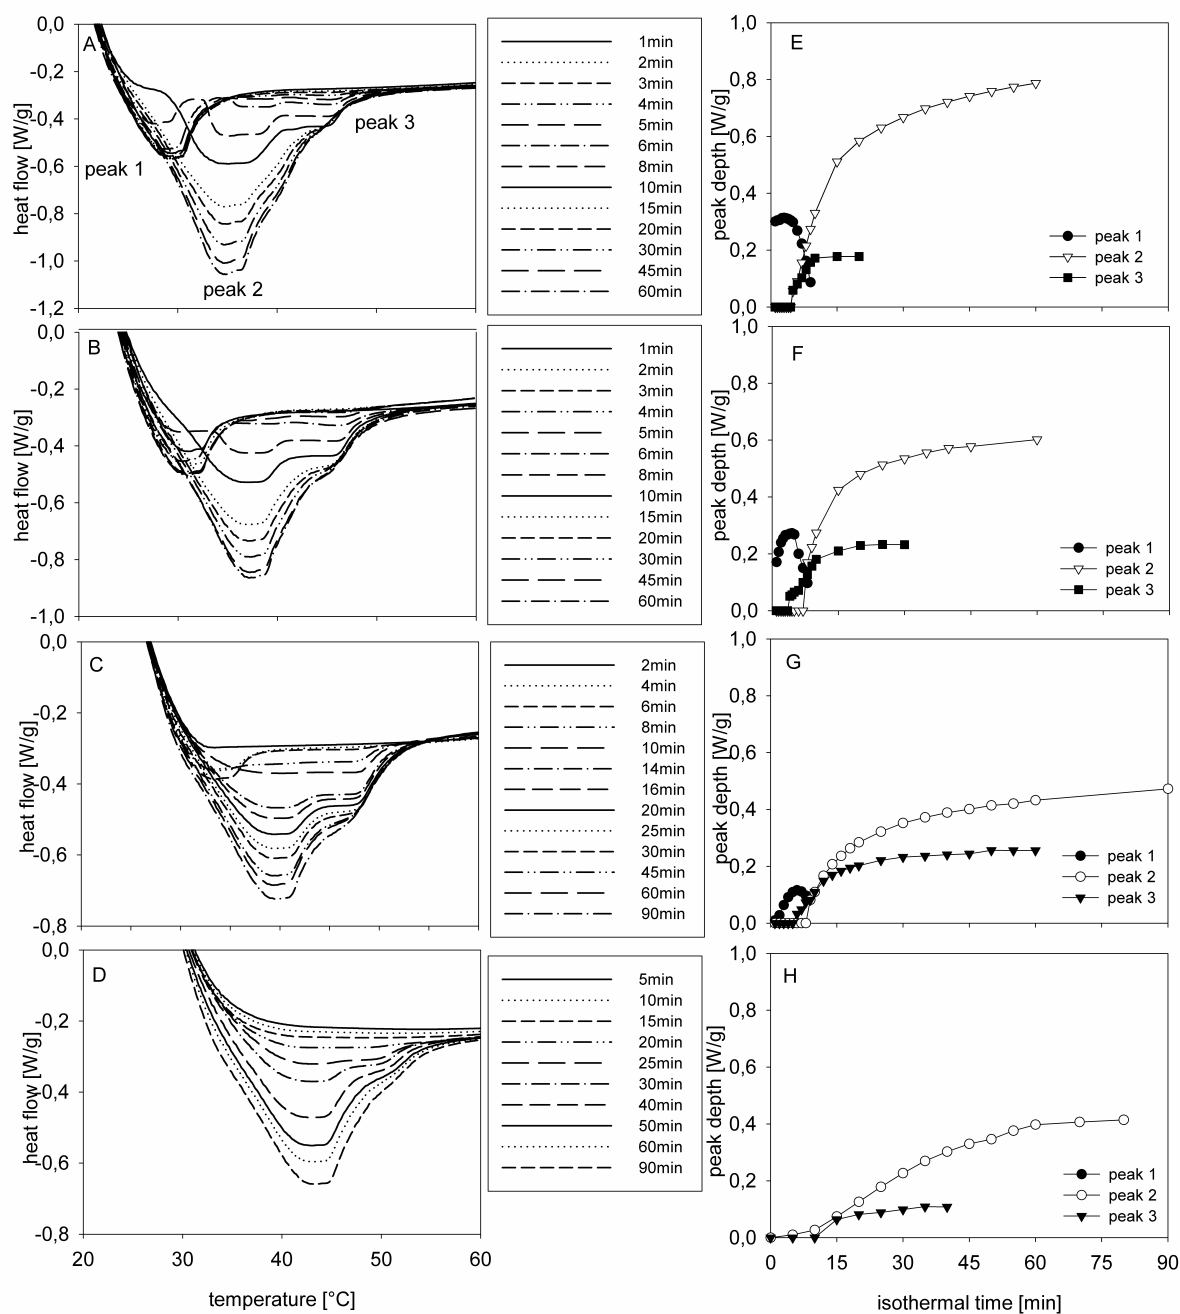 A
0,0
-0,2
-0,4
-0,6
-0,8
-1,0
-1,2
heat flow [W/g]
peak 1
peak 2
peak 3
1min
2min
3min
4min
5min
6min
8min
10min
15min
20min
30min
45min
60min
E
1,0
0,8
0,6
0,4
0,2
0,0
peak depth [W/g]
peak 1
peak 2
peak 3
B
0,0
-0,2
-0,4
-0,6
-0,8
-1,0
heat flow [W/g]
1min
2min
3min
4min
5min
6min
8min
10min
15min
20min
30min
45min
60min
F
1,0
0,8
0,6
0,4
0,2
0,0
peak depth [W/g]
peak 1
peak 2
peak 3
C
0,0
-0,2
-0,4
-0,6
-0,8
heat flow [W/g]
2min
4min
6min
8min
10min
14min
16min
20min
25min
30min
45min
60min
90min
G
1,0
0,8
0,6
0,4
0,2
0,0
peak depth [W/g]
peak 1
peak 2
peak 3
D
0,0
-0,2
-0,4
-0,6
-0,8
heat flow [W/g]
20 30 40 50 60
temperature [°C]
5min
10min
15min
20min
25min
30min
40min
50min
60min
90min
H
1,0
0,8
0,6
0,4
0,2
0,0
peak depth [W/g]
peak 1
peak 2
peak 3
0 15 30 45 60 75 90
isothermal time [min]